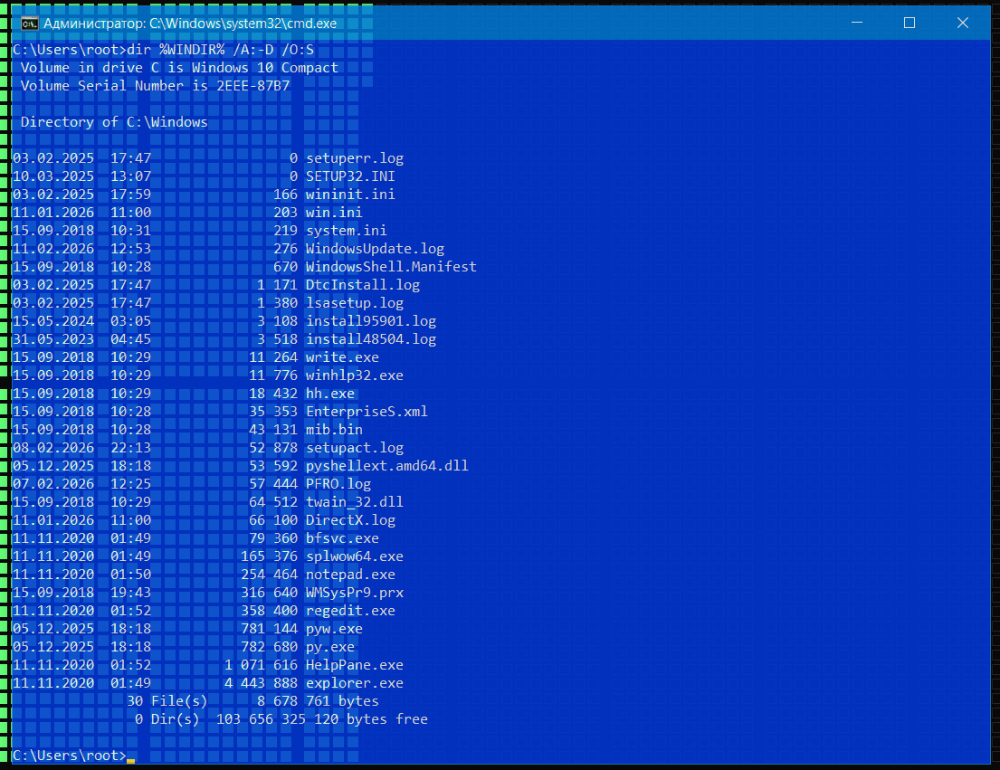 Администратор: C:\Windows\system32\cmd.exe
C:\Users\root>dir %WINDIR% /A:-D /O:S
Volume in drive C is Windows 10 Compact
Volume Serial Number is 2EEE-87B7
Directory of C:\Windows
03.02.2025 17:47 0 setuperr.log
10.03.2025 13:07 0 SETUP32.INI
03.02.2025 17:59 166 wininit.ini
11.01.2026 11:00 203 win.ini
15.09.2018 10:31 219 system.ini
11.02.2026 12:53 276 WindowsUpdate.log
15.09.2018 10:28 670 WindowsShell.Manifest
03.02.2025 17:47 1 171 DtcInstall.log
03.02.2025 17:47 1 380 lsasetup.log
15.05.2024 03:05 3 108 install95901.log
31.05.2023 04:45 3 518 install48504.log
15.09.2018 10:29 11 264 write.exe
15.09.2018 10:29 11 776 winhlp32.exe
15.09.2018 10:29 18 432 hh.exe
15.09.2018 10:28 35 353 EnterpriseS.xml
15.09.2018 10:28 43 131 mib.bin
08.02.2026 22:13 52 878 setupact.log
05.12.2025 18:18 53 592 pyshellext.amd64.dll
07.02.2026 12:25 57 444 PFRO.log
15.09.2018 10:29 64 512 twain_32.dll
11.01.2026 11:00 66 100 DirectX.log
11.11.2020 01:49 79 360 bfsvc.exe
11.11.2020 01:49 165 376 splwow64.exe
11.11.2020 01:50 254 464 notepad.exe
15.09.2018 19:43 316 640 WMSysPr9.prx
11.11.2020 01:52 358 400 regedit.exe
05.12.2025 18:18 781 144 pyw.exe
05.12.2025 18:18 782 680 py.exe
11.11.2020 01:52 1 071 616 HelpPane.exe
11.11.2020 01:49 4 443 888 explorer.exe
30 File(s) 8 678 761 bytes
0 Dir(s) 103 656 325 120 bytes free
C:\Users\root>